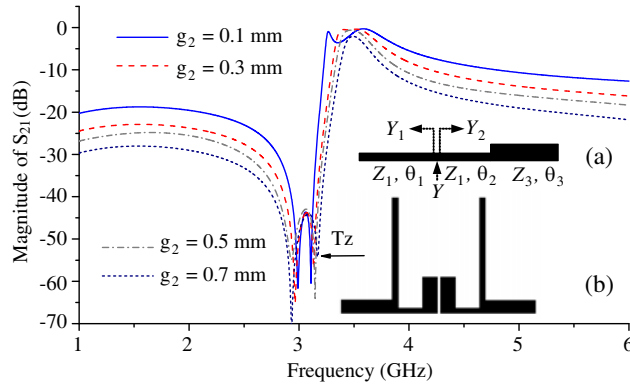 0
-10
-20
-30
-40
-50
-60
-70
Magnitude of S₂₁ (dB)
g₂ = 0.1 mm
g₂ = 0.3 mm
g₂ = 0.5 mm
g₂ = 0.7 mm
Y₁ Y₂
(a)
Z₁, θ₁ Z₁, θ₂ Z₃, θ₃
Y
Tz
(b)
1 2 3 4 5 6
Frequency (GHz)